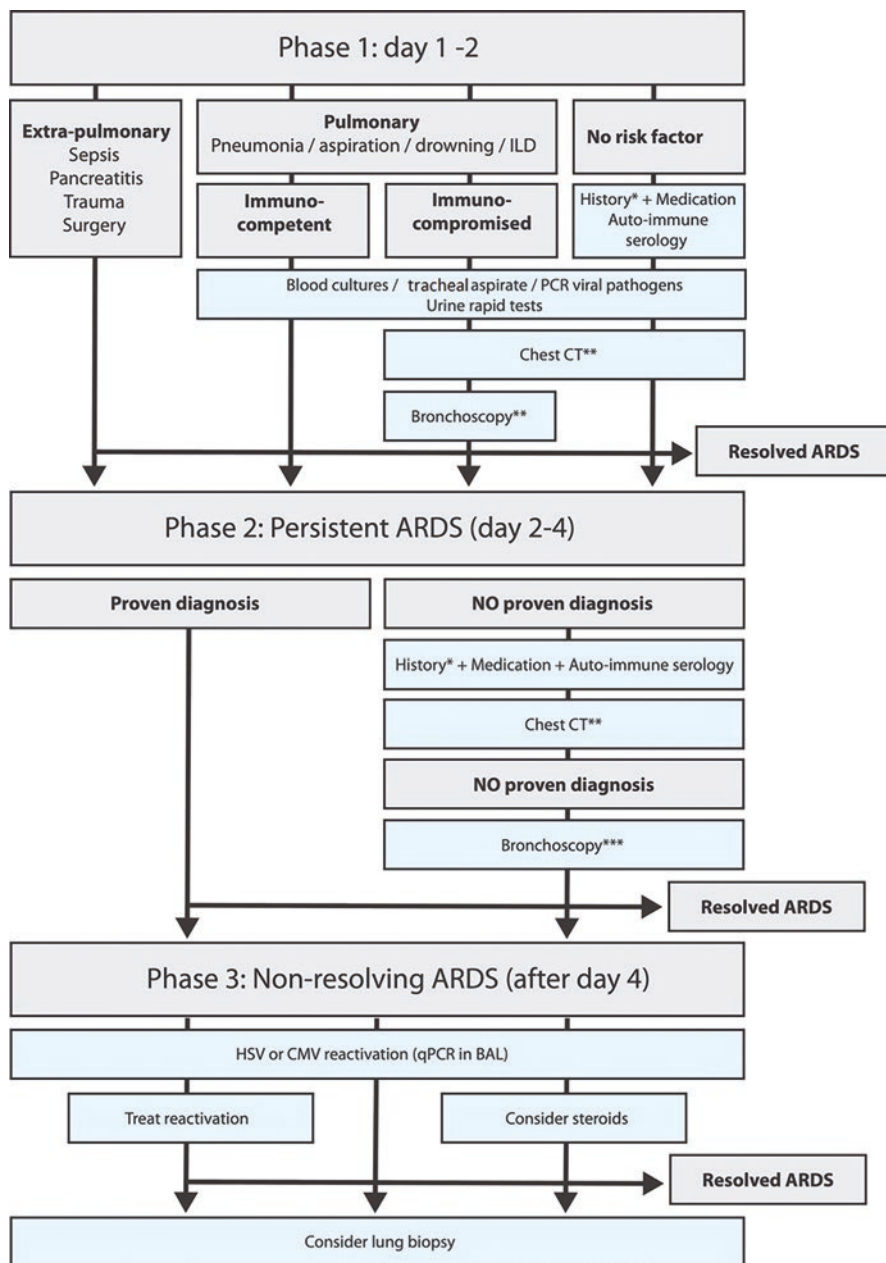 Phase 1: day 1 -2
Extra-pulmonary
Sepsis
Pancreatitis
Trauma
Surgery
Pulmonary
Pneumonia / aspiration / drowning / ILD
No risk factor
Immuno-
competent
Immuno-
compromised
History* + Medication
Auto-immune
serology
Blood cultures / tracheal aspirate / PCR viral pathogens
Urine rapid tests
Chest CT**
Bronchoscopy**
Resolved ARDS
Phase 2: Persistent ARDS (day 2-4)
Proven diagnosis
NO proven diagnosis
History* + Medication + Auto-immune serology
Chest CT**
NO proven diagnosis
Bronchoscopy***
Resolved ARDS
Phase 3: Non-resolving ARDS (after day 4)
HSV or CMV reactivation (qPCR in BAL)
Treat reactivation
Consider steroids
Resolved ARDS
Consider lung biopsy